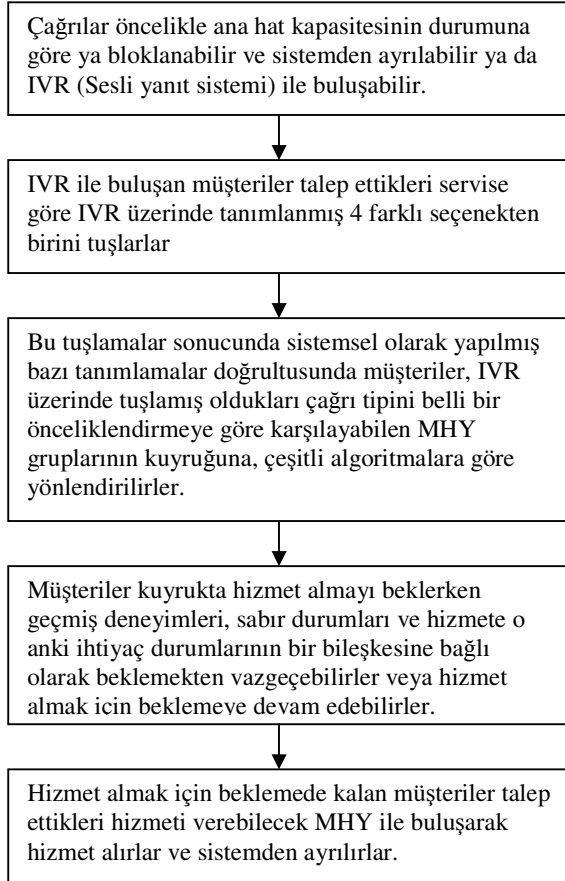 Çağrılar öncelikle ana hat kapasitesinin durumuna
göre ya bloklanabilir ve sistemden ayrılabilir ya da
IVR (Sesli yanıt sistemi) ile buluşabilir.
IVR ile buluşan müşteriler talep ettikleri servise
göre IVR üzerinde tanımlanmış 4 farklı seçenekten
birini tuşlarlar
Bu tuşlamalar sonucunda sistemsel olarak yapılmış
bazı tanımlamalar doğrultusunda müşteriler, IVR
üzerinde tuşlamış oldukları çağrı tipini belli bir
önceliklendirmeye göre karşılayabilen MHY
gruplarının kuyruğuna, çeşitli algoritmalara göre
yönlendirilirler.
Müşteriler kuyrukta hizmet almayı beklerken
geçmiş deneyimleri, sabır durumları ve hizmete o
anki ihtiyaç durumlarının bir bileşkesine bağlı
olarak beklemekten vazgeçebilirler veya hizmet
almak için beklemeye devam edebilirler.
Hizmet almak için beklemede kalan müşteriler talep
ettikleri hizmeti verebilecek MHY ile buluşarak
hizmet alırlar ve sistemden ayrılırlar.